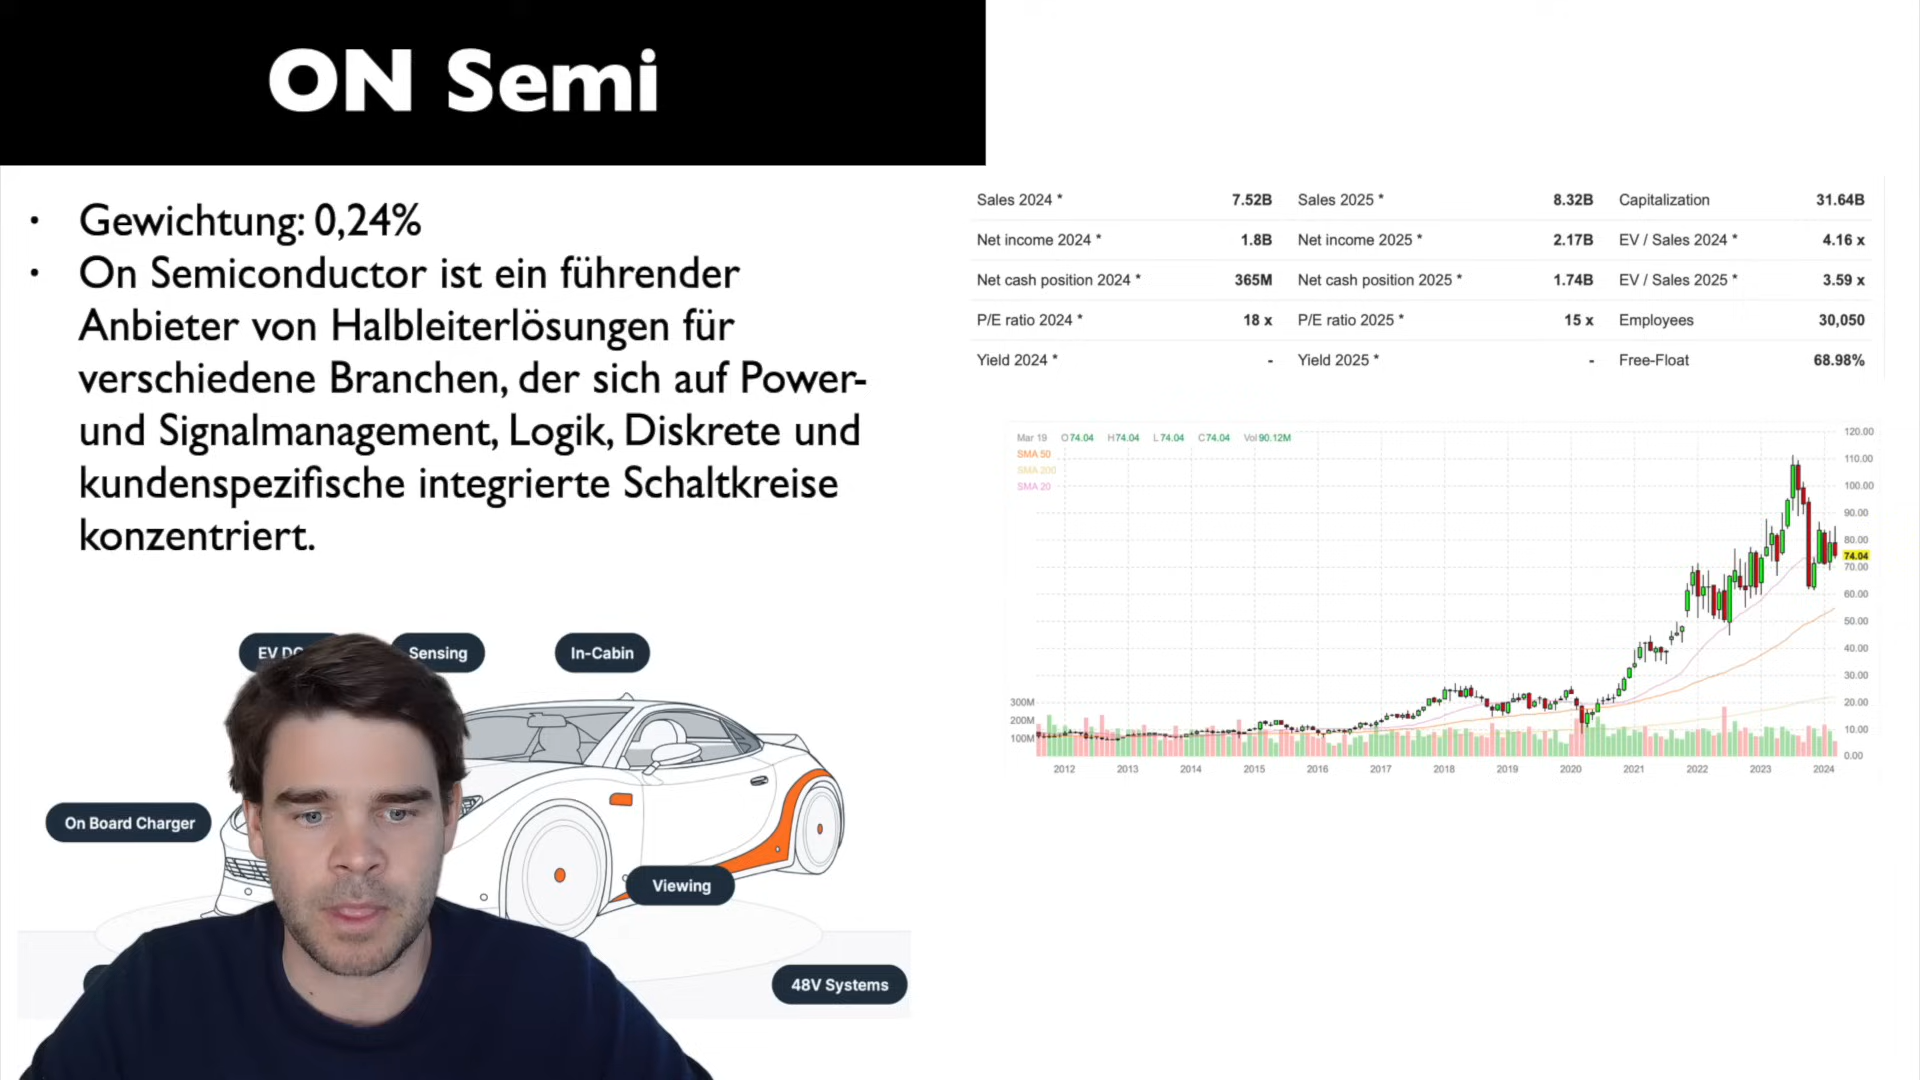 ON Semi
• Gewichtung: 0,24%
• On Semiconductor ist ein führender
Anbieter von Halbleiterlösungen für
verschiedene Branchen, der sich auf Power-
und Signalmanagement, Logik, Diskrete und
kundenspezifische integrierte Schaltkreise
konzentriert.
Sales 2024 * 7.52B Sales 2025 * 8.32B Capitalization 31.64B
Net income 2024 * 1.8B Net income 2025 * 2.17B EV / Sales 2024 * 4.16 x
Net cash position 2024 * 365M Net cash position 2025 * 1.74B EV / Sales 2025 * 3.59 x
P/E ratio 2024 * 18 x P/E ratio 2025 * 15 x Employees 30,050
Yield 2024 * - Yield 2025 * - Free-Float 68.98%
Mar 19 O74.04 H74.04 L74.04 C74.04 Vol90.12M
SMA 50
SMA 200
SMA 20
120.00
110.00
100.00
90.00
80.00
74.04
70.00
60.00
50.00
40.00
30.00
20.00
10.00
0.00
300M
200M
100M
2012 2013 2014 2015 2016 2017 2018 2019 2020 2021 2022 2023 2024
EV Sensing In-Cabin
On Board Charger
Viewing
48V Systems